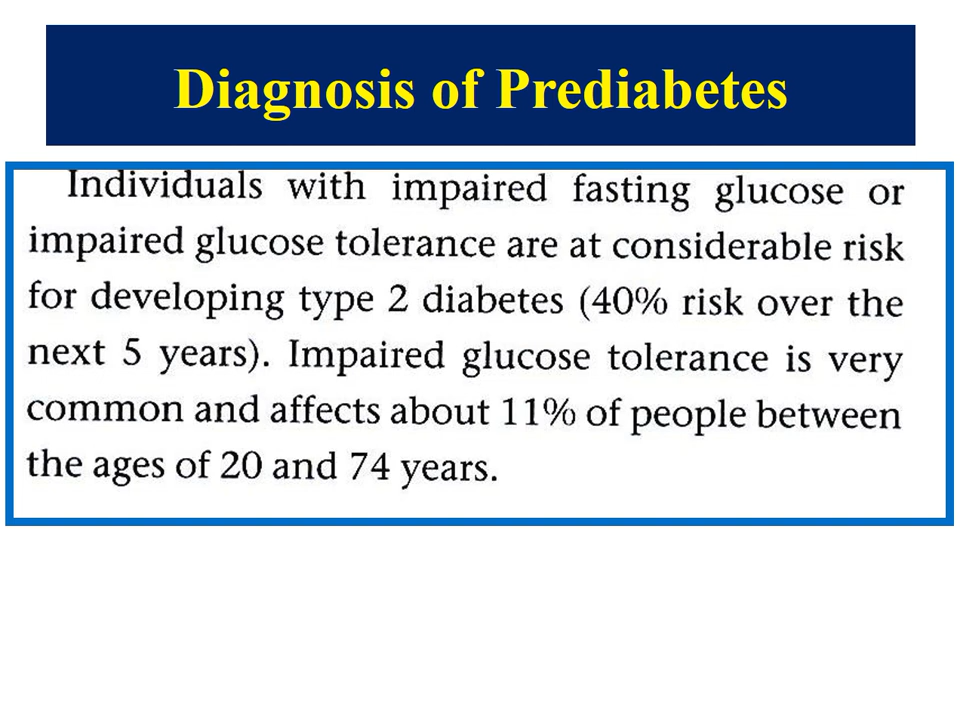 Diagnosis of Prediabetes
Individuals with impaired fasting glucose or
impaired glucose tolerance are at considerable risk
for developing type 2 diabetes (40% risk over the
next 5 years). Impaired glucose tolerance is very
common and affects about 11% of people between
the ages of 20 and 74 years.